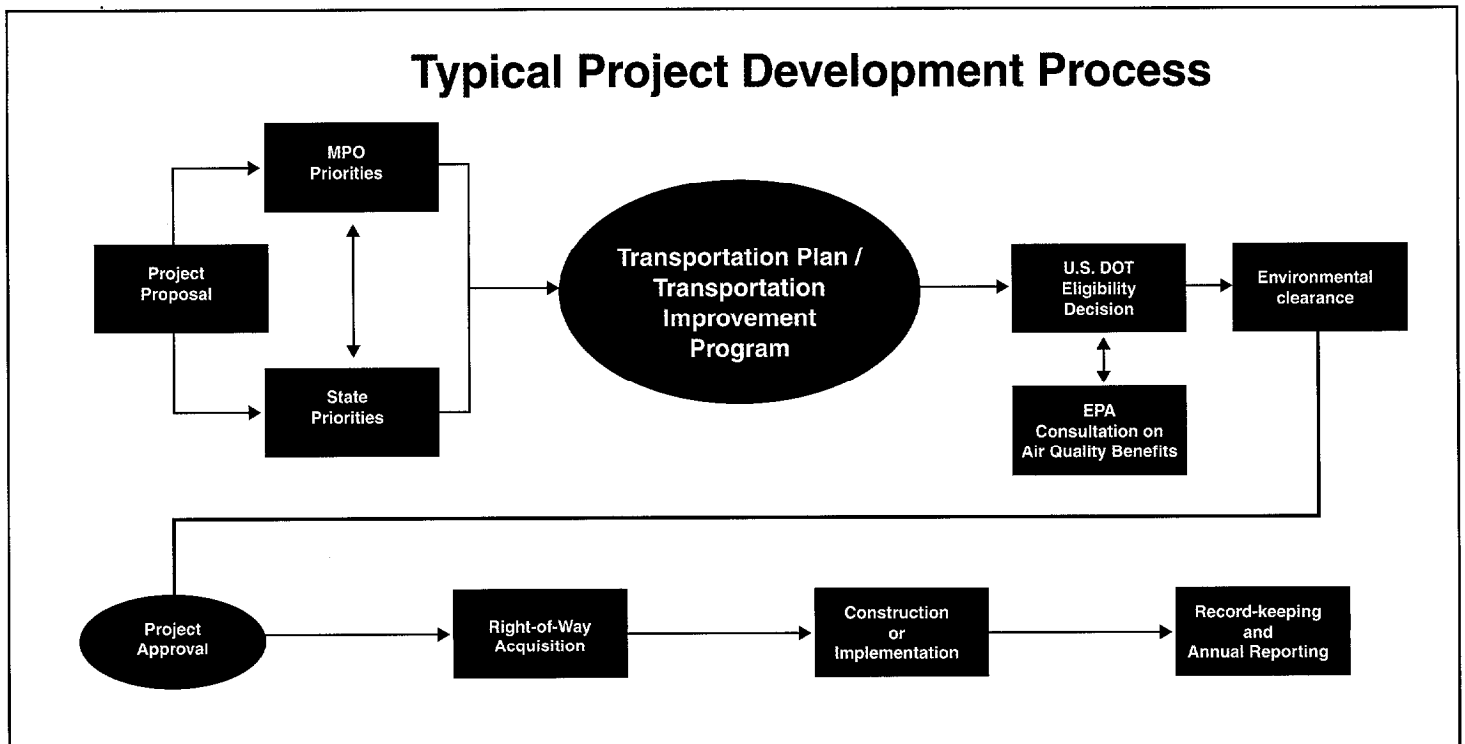 Typical Project Development Process
MPO
Priorities
Project
Proposal
State
Priorities
Transportation Plan /
Transportation
Improvement
Program
U.S. DOT
Eligibility
Decision
Environmental
clearance
EPA
Consultation on
Air Quality Benefits
Project
Approval
Right-of-Way
Acquisition
Construction
or
Implementation
Record-keeping
and
Annual Reporting